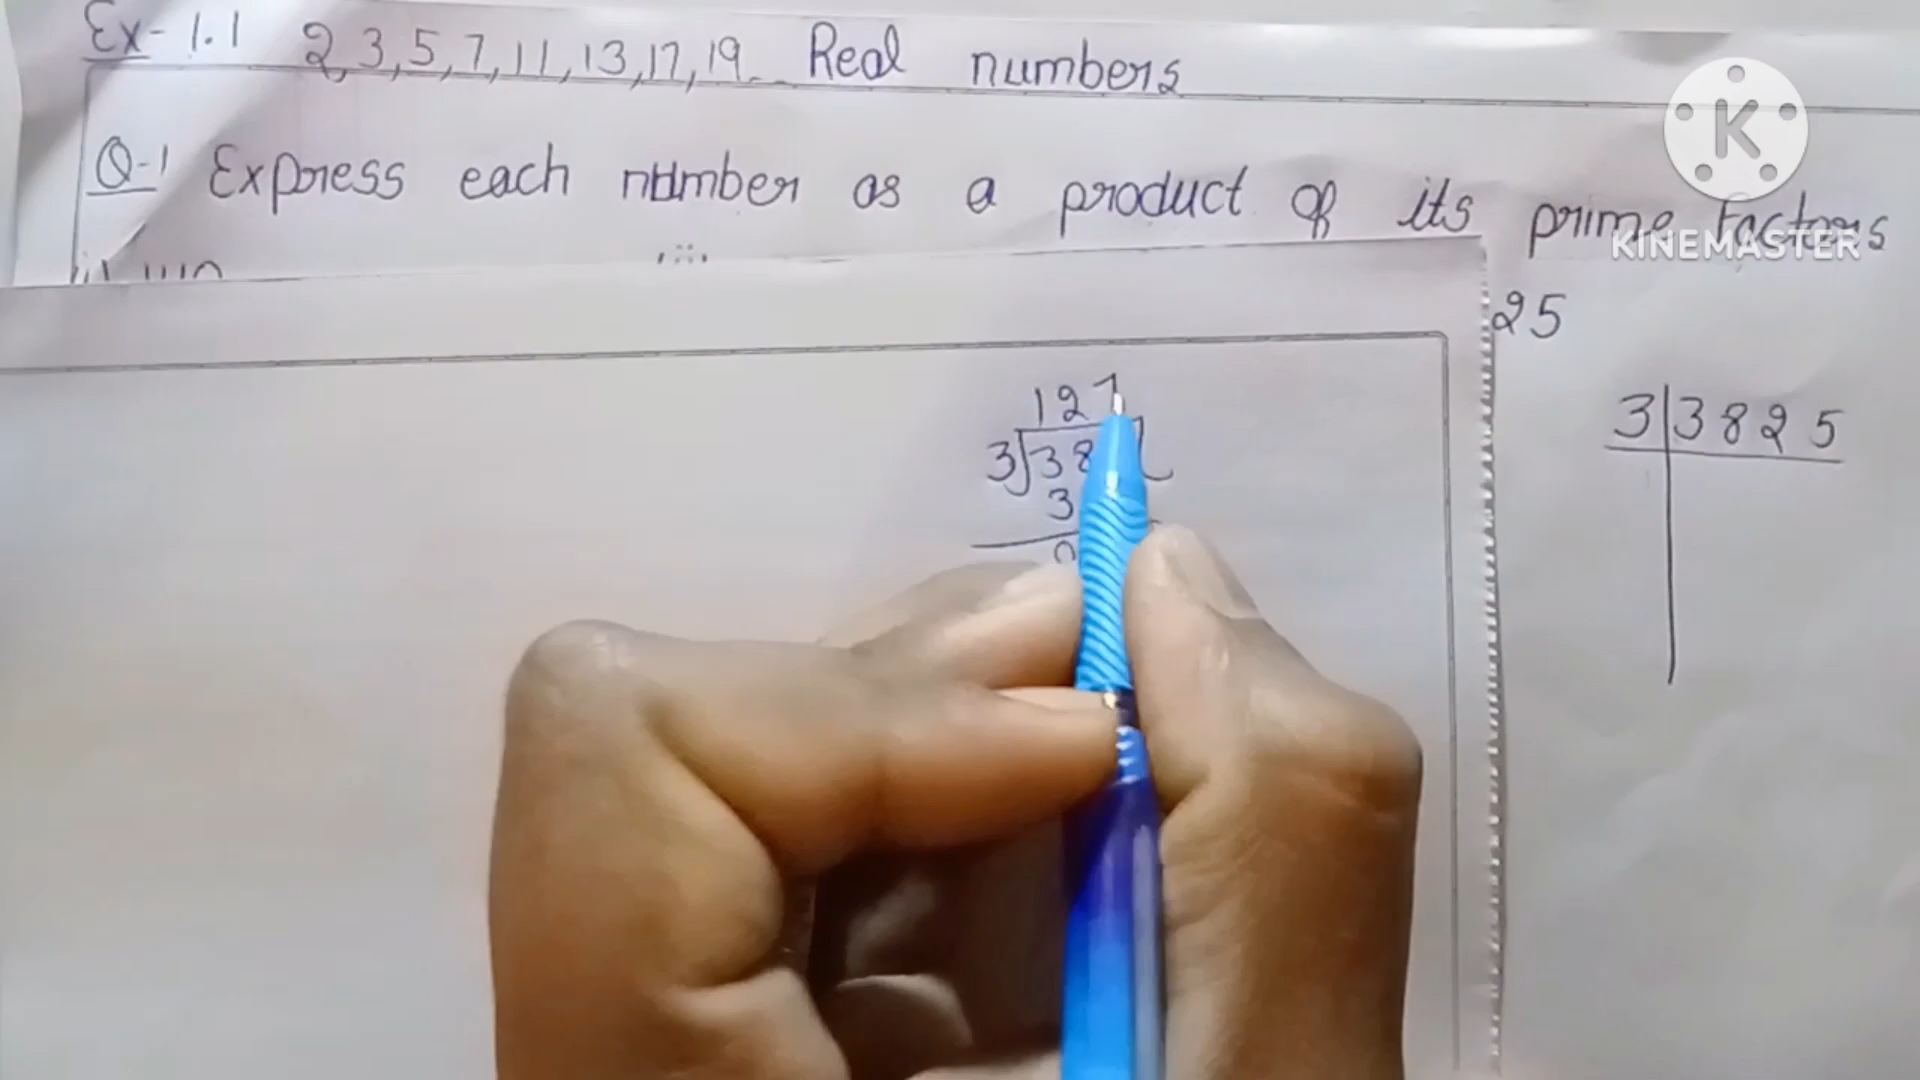 Ex-1.1 2,3,5,7,11,13,17,19.. Real numbers
Q-1 Express each number as a product of its prime factors
K
KINEMASTER
25
127
3 38
3
0
3 3825